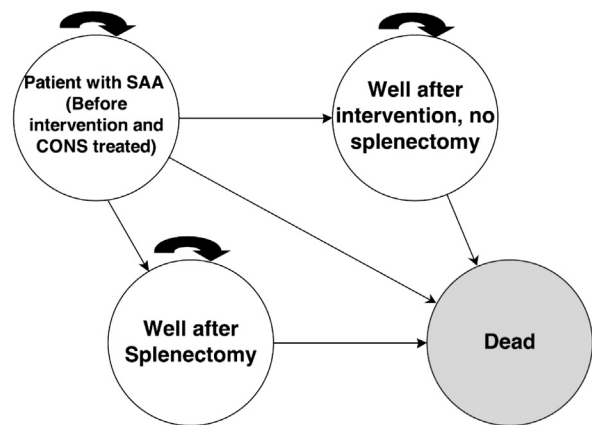 Patient with SAA
(Before
intervention and
CONS treated)
Well after
intervention, no
splenectomy
Well after
Splenectomy
Dead